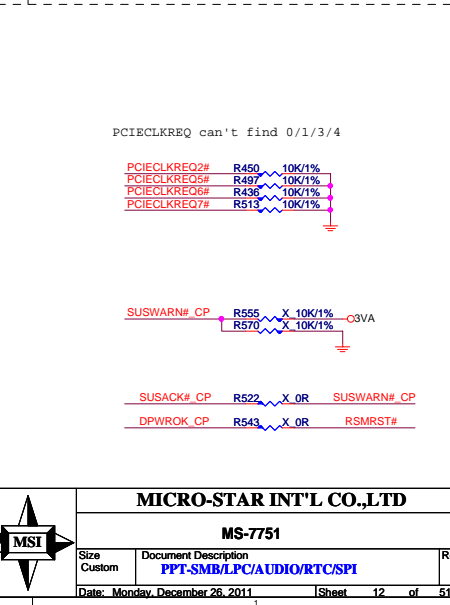 PCIECLKREQ can't find 0/1/3/4
PCIECLKREQ2# R450 10K/1%
PCIECLKREQ5# R497 10K/1%
PCIECLKREQ6# R436 10K/1%
PCIECLKREQ7# R513 10K/1%
SUSWARN#_CP R555 X_10K/1% 3VA
R570 X_10K/1%
SUSACK#_CP R522 X_0R SUSWARN#_CP
DPWROK_CP R543 X_0R RSMRST#
MICRO-STAR INT'L CO.,LTD
MSI
MS-7751
Size Document Description R
Custom PPT-SMB/LPC/AUDIO/RTC/SPI
Date: Monday, December 26, 2011 Sheet 12 of 51
1